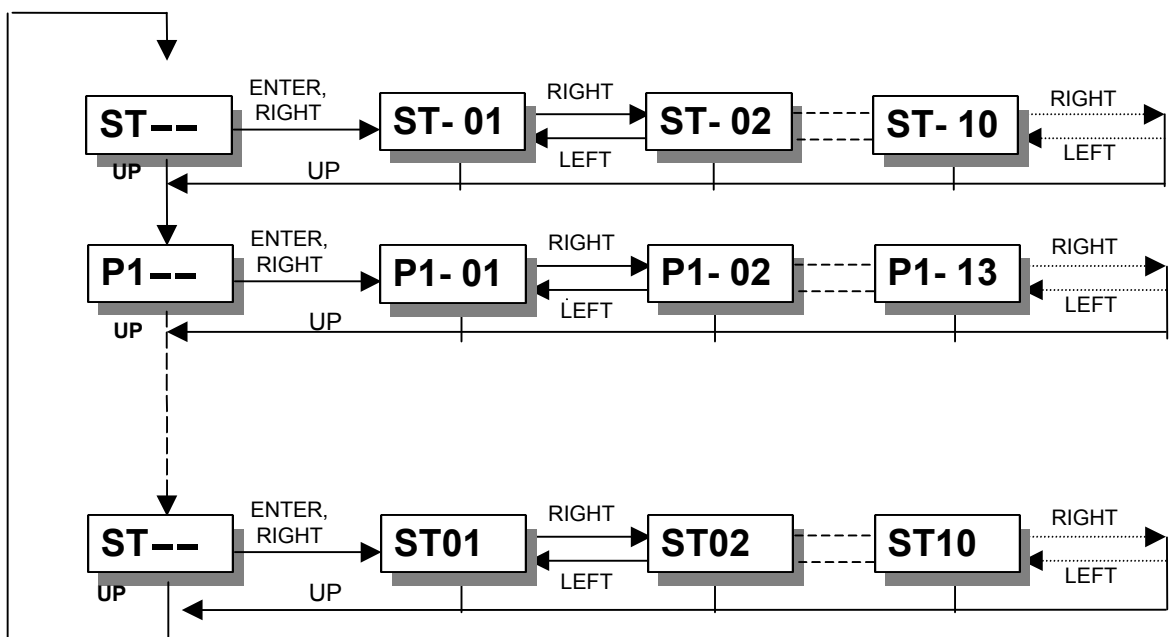 ENTER,
RIGHT
RIGHT
RIGHT
ST-- ST- 01 ST- 02 ST- 10
LEFT
LEFT
UP
UP
ENTER,
RIGHT
RIGHT
RIGHT
P1-- P1- 01 P1- 02 P1- 13
LEFT
LEFT
UP
UP
ENTER,
RIGHT
RIGHT
RIGHT
ST-- ST01 ST02 ST10
LEFT
LEFT
UP
UP